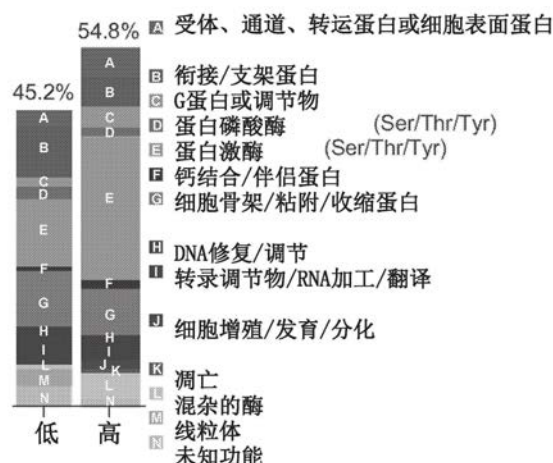 54.8%
45.2%
A
B
C
D
E
F
G
H
I
L
M
N
低
A
B
C
D
E
F
G
H
I
J K
L
N
高
A 受体、通道、转运蛋白或细胞表面蛋白
B 衔接/支架蛋白
C G蛋白或调节物
D 蛋白磷酸酶 (Ser/Thr/Tyr)
E 蛋白激酶 (Ser/Thr/Tyr)
F 钙结合/伴侣蛋白
G 细胞骨架/粘附/收缩蛋白
H DNA修复/调节
I 转录调节物/RNA加工/翻译
J 细胞增殖/发育/分化
K 凋亡
L 混杂的酶
M 线粒体
N 未知功能